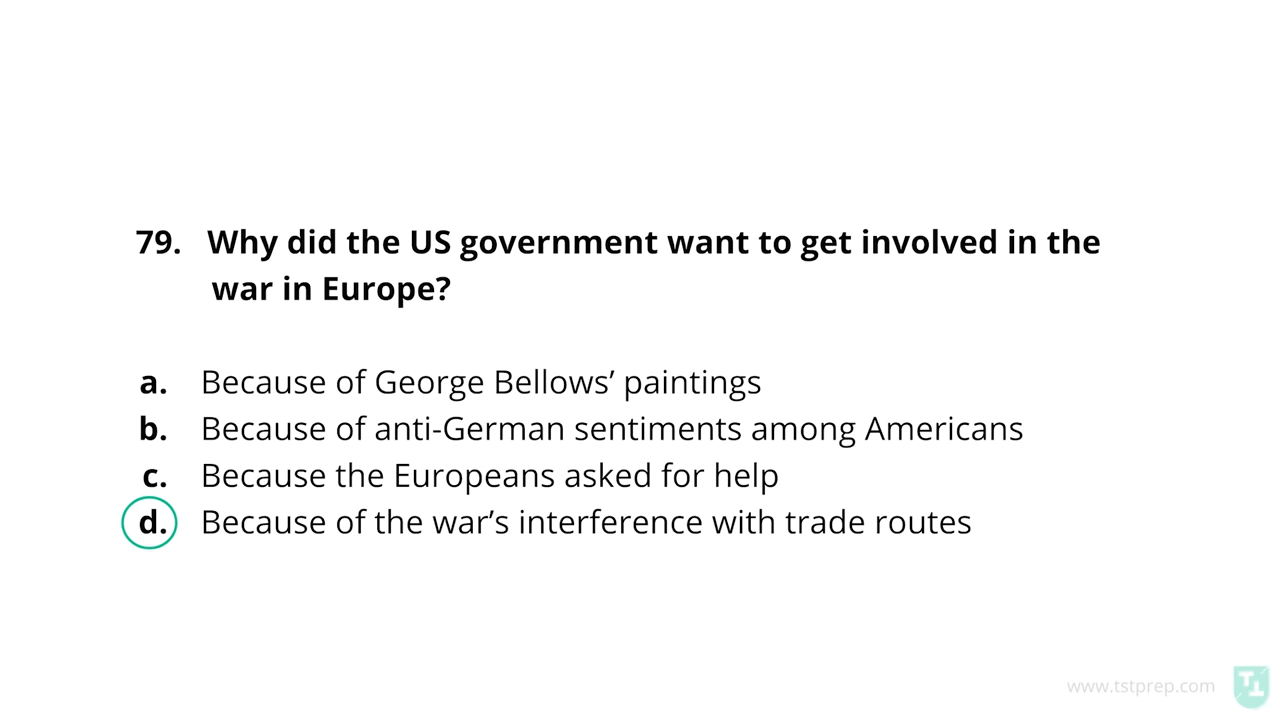 79. Why did the US government want to get involved in the
war in Europe?
a. Because of George Bellows’ paintings
b. Because of anti-German sentiments among Americans
c. Because the Europeans asked for help
d. Because of the war’s interference with trade routes
www.tstprep.com